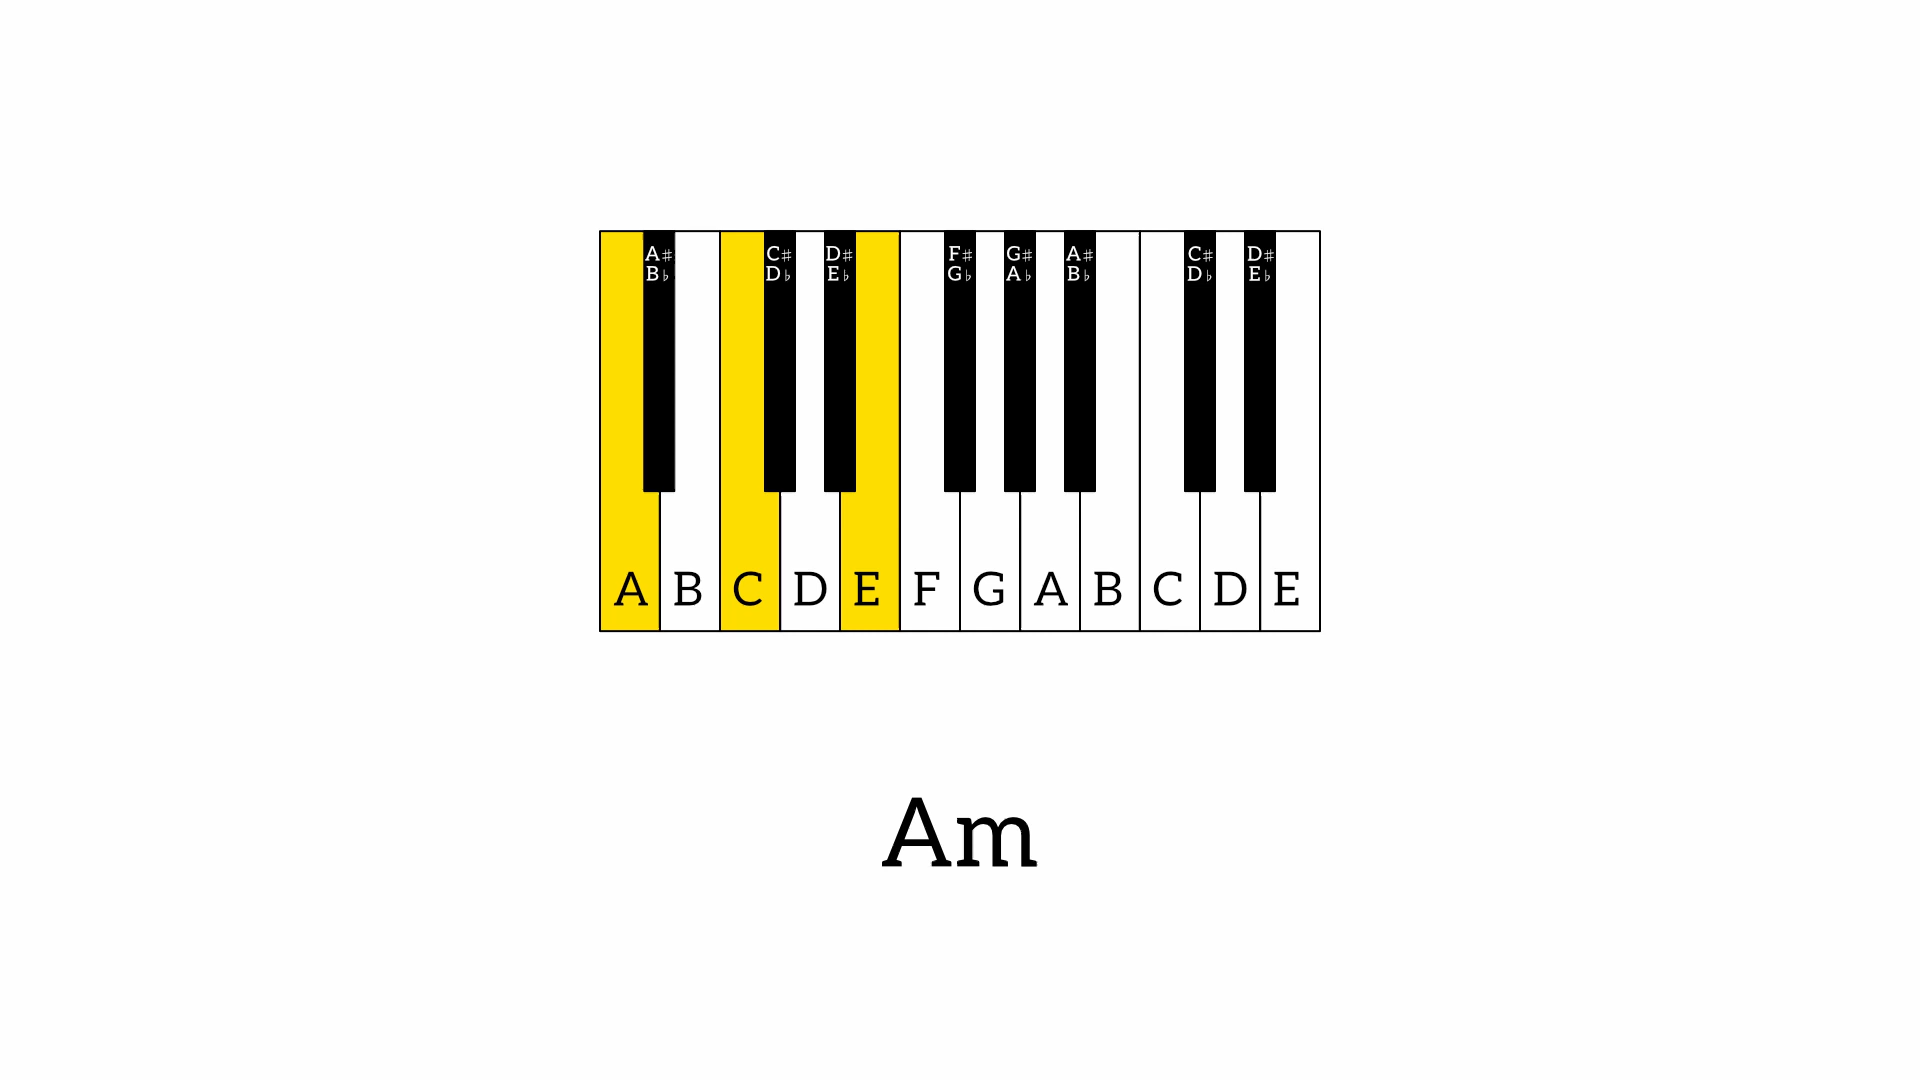 A♯ C♯ D♯ F♯ G♯ A♯ C♯ D♯
B♭ D♭ E♭ G♭ A♭ B♭ D♭ E♭
A B C D E F G A B C D E
Am